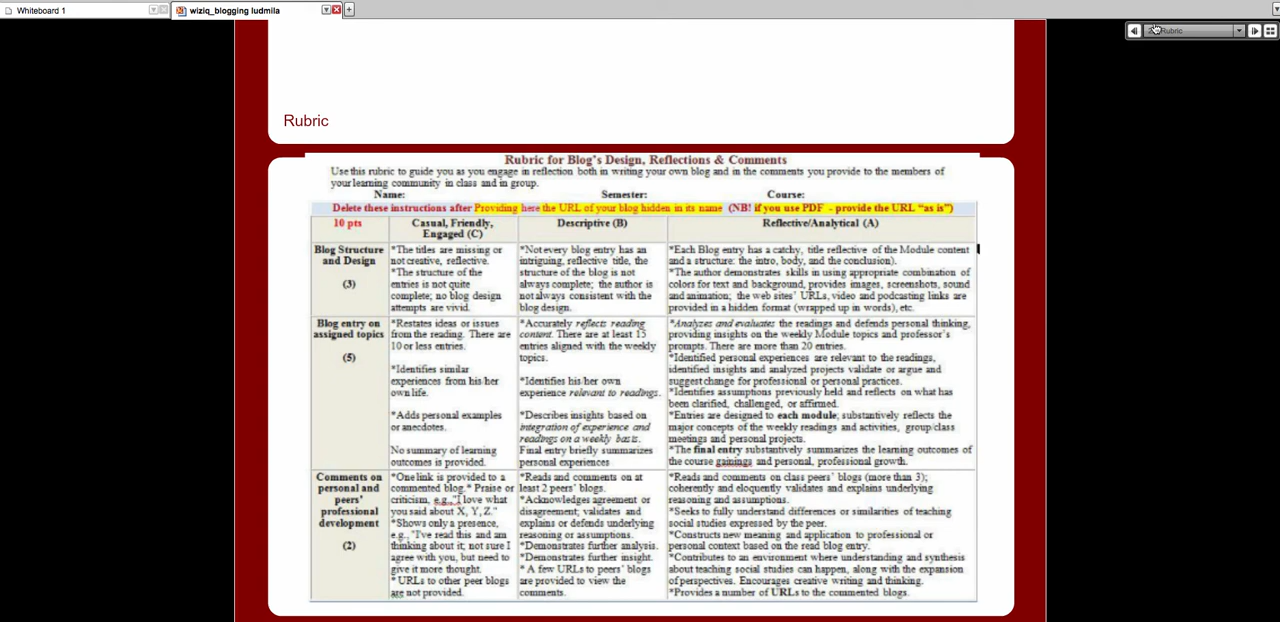 Whiteboard 1
wiziq_blogging ludmila
Rubric
Rubric
Rubric for Blog's Design, Reflections & Comments
Use this rubric to guide you as you engage in reflection both in writing your own blog and in the comments you provide to the members of
your learning community in class and in group.
Name: Semester: Course:
Delete these instructions after Providing here the URL of your blog hidden in its name (NB! if you use PDF - provide the URL "as is")
10 pts
Casual, Friendly,
Engaged (C)
Descriptive (B)
Reflective/Analytical (A)
Blog Structure
and Design
(3)
*The titles are missing or
not creative, reflective.
*The structure of the
entries is not quite
complete; no blog design
attempts are vivid.
*Not every blog entry has an
intriguing, reflective title, the
structure of the blog is not
always complete; the author is
not always consistent with the
blog design.
*Each Blog entry has a catchy, title reflective of the Module content
and a structure: the intro, body, and the conclusion).
*The author demonstrates skills in using appropriate combination of
colors for text and background, provides images, screenshots, sound
and animation; the web sites' URLs, video and podcasting links are
provided in a hidden format (wrapped up in words), etc.
Blog entry on
assigned topics
(5)
*Restates ideas or issues
from the reading. There are
10 or less entries.
*Identifies similar
experiences from his/her
own life.
*Adds personal examples
or anecdotes.
No summary of learning
outcomes is provided.
*Accurately reflects reading
content. There are at least 15
entries aligned with the weekly
topics.
*Identifies his/her own
experience relevant to readings.
*Describes insights based on
integration of experience and
readings on a weekly basis.
Final entry briefly summarizes
personal experiences
*Analyzes and evaluates the readings and defends personal thinking,
providing insights on the weekly Module topics and professor's
prompts. There are more than 20 entries.
*Identified personal experiences are relevant to the readings,
identified insights and analyzed projects validate or argue and
suggest change for professional or personal practices.
*Identifies assumptions previously held and reflects on what has
been clarified, challenged, or affirmed.
*Entries are designed to each module; substantively reflects the
major concepts of the weekly readings and activities, group/class
meetings and personal projects.
*The final entry substantively summarizes the learning outcomes of
the course gainings and personal, professional growth.
Comments on
personal and
peers'
professional
development
(2)
*One link is provided to a
commented blog.* Praise or
criticism, e.g.,"I love what
you said about X, Y, Z."
*Shows only a presence,
e.g., "I've read this and am
thinking about it; not sure I
agree with you, but need to
give it more thought.
* URLs to other peer blogs
are not provided.
*Reads and comments on at
least 2 peers' blogs.
*Acknowledges agreement or
disagreement; validates and
explains or defends underlying
reasoning or assumptions.
*Demonstrates further analysis.
*Demonstrates further insight.
* A few URLs to peers' blogs
are provided to view the
comments.
*Reads and comments on class peers' blogs (more than 3);
coherently and eloquently validates and explains underlying
reasoning and assumptions.
*Seeks to fully understand differences or similarities of teaching
social studies expressed by the peer.
*Constructs new meaning and application to professional or
personal context based on the read blog entry.
*Contributes to an environment where understanding and synthesis
about teaching social studies can happen, along with the expansion
of perspectives. Encourages creative writing and thinking.
*Provides a number of URLs to the commented blogs.